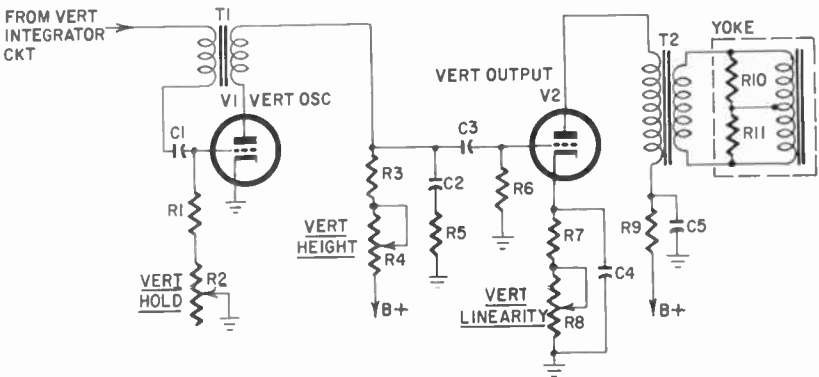 FROM VERT
INTEGRATOR
CKT
T1
V1 VERT OSC
C1
R1
VERT
HOLD
R2
R3
VERT
HEIGHT
R4
B+
C2
R5
C3
R6
VERT OUTPUT
V2
R7
VERT
LINEARITY
R8
C4
T2
R9
C5
B+
YOKE
R10
R11